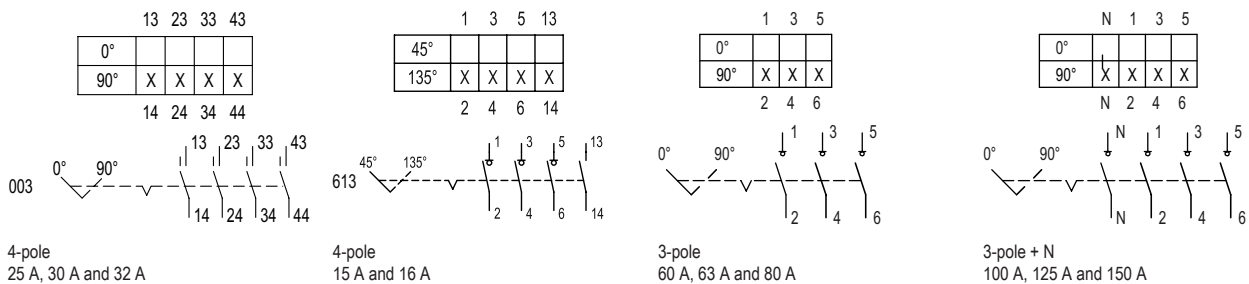 13 23 33 43
0°
90° X X X X
14 24 34 44
003 0° 90° 13 23 33 43
14 24 34 44
4-pole
25 A, 30 A and 32 A
1 3 5 13
45°
135° X X X X
2 4 6 14
613 45° 135° 1 3 5 13
2 4 6 14
4-pole
15 A and 16 A
1 3 5
0°
90° X X X
2 4 6
0° 90° 1 3 5
2 4 6
3-pole
60 A, 63 A and 80 A
N 1 3 5
0°
90° X X X X
N 2 4 6
0° 90° N 1 3 5
N 2 4 6
3-pole + N
100 A, 125 A and 150 A